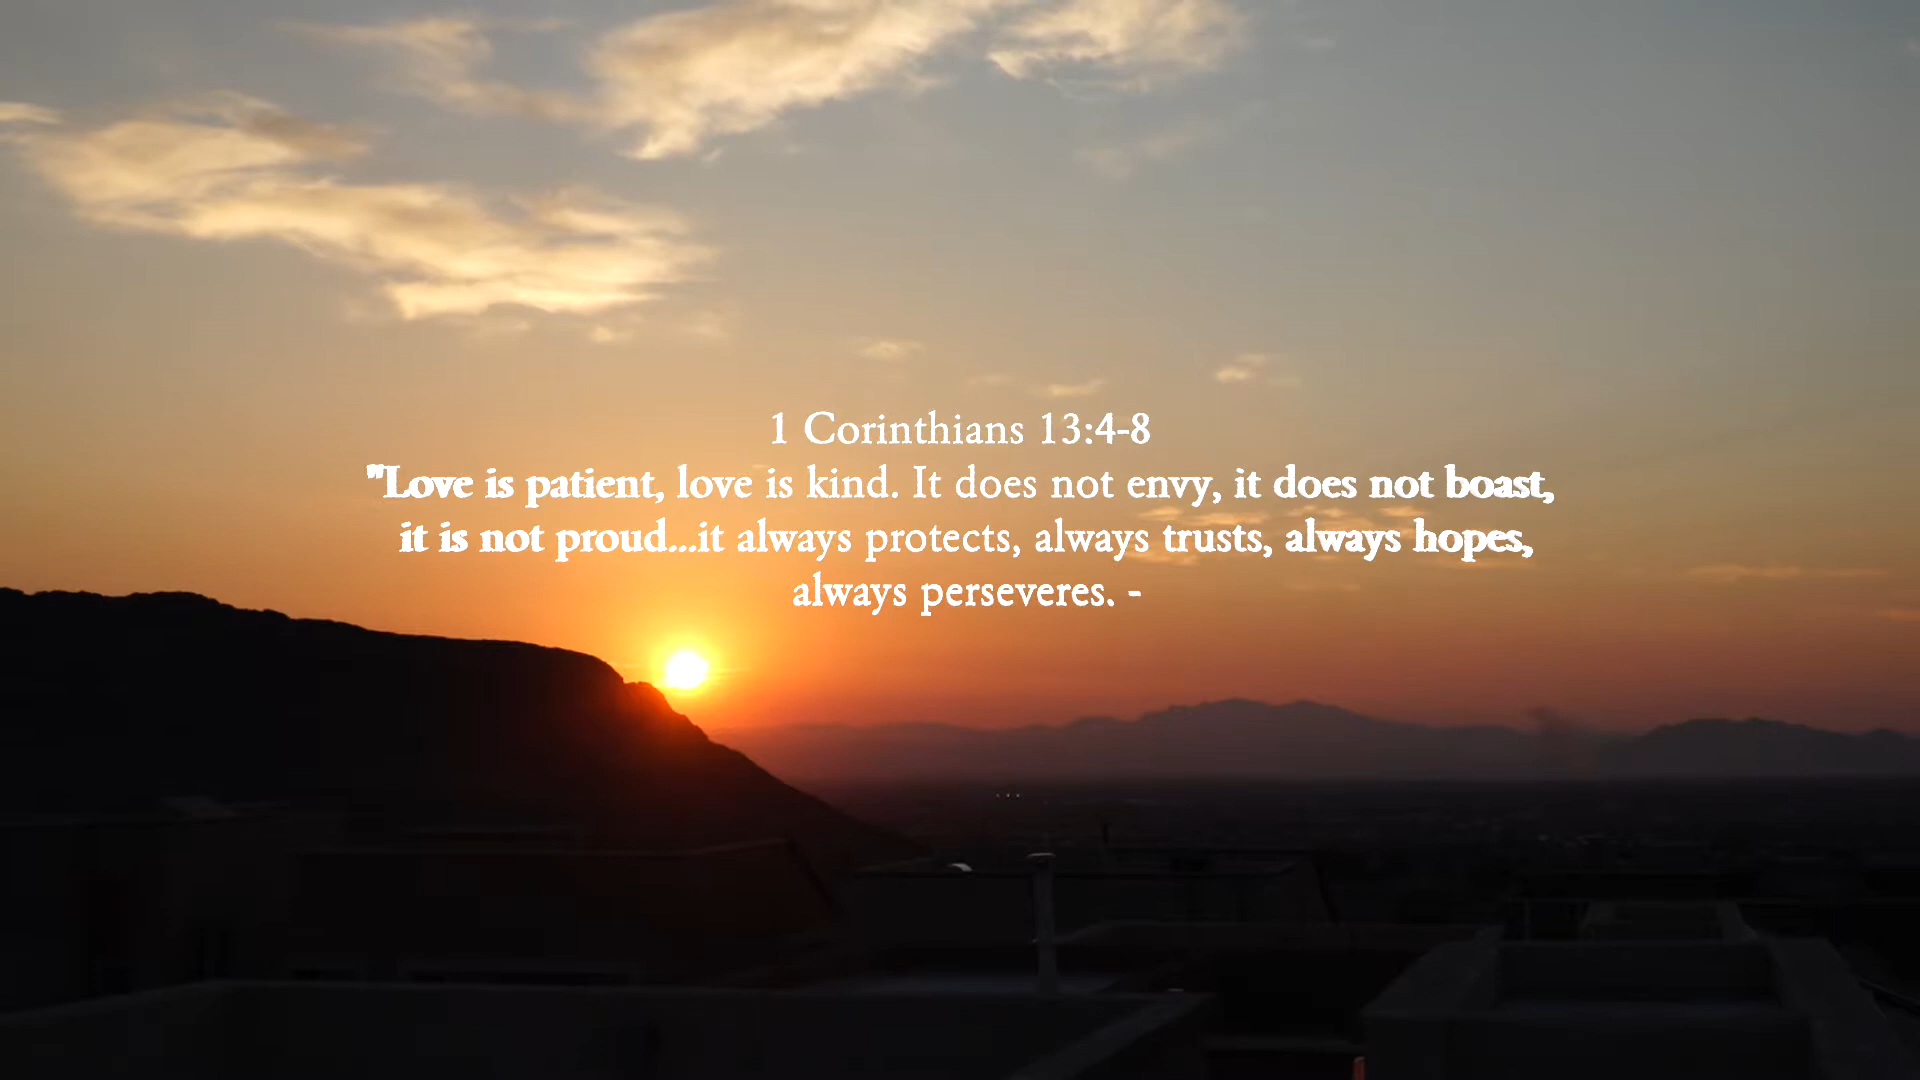 1 Corinthians 13:4-8
"Love is patient, love is kind. It does not envy, it does not boast,
it is not proud...it always protects, always trusts, always hopes,
always perseveres. -